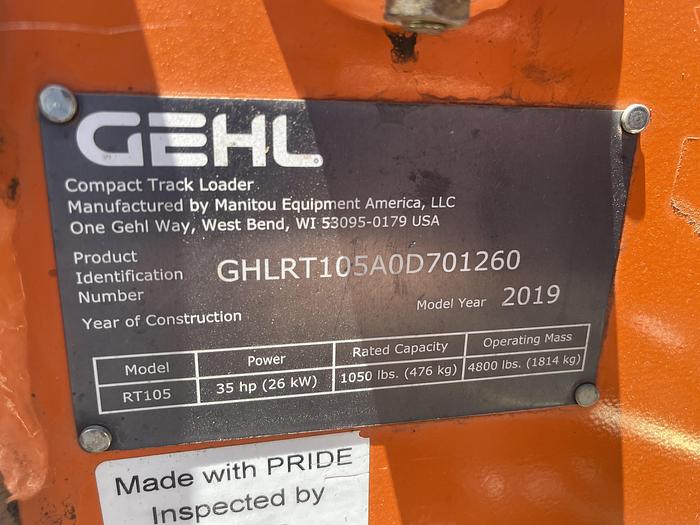 GEHL
Compact Track Loader
Manufactured by Manitou Equipment America, LLC
One Gehl Way, West Bend, WI 53095-0179 USA
Product
Identification
Number
GHLRT105A0D701260
Model Year 2019
Year of Construction
Model Power Rated Capacity Operating Mass
RT105 35 hp (26 kW) 1050 lbs. (476 kg) 4800 lbs. (1814 kg)
Made with PRIDE
Inspected by